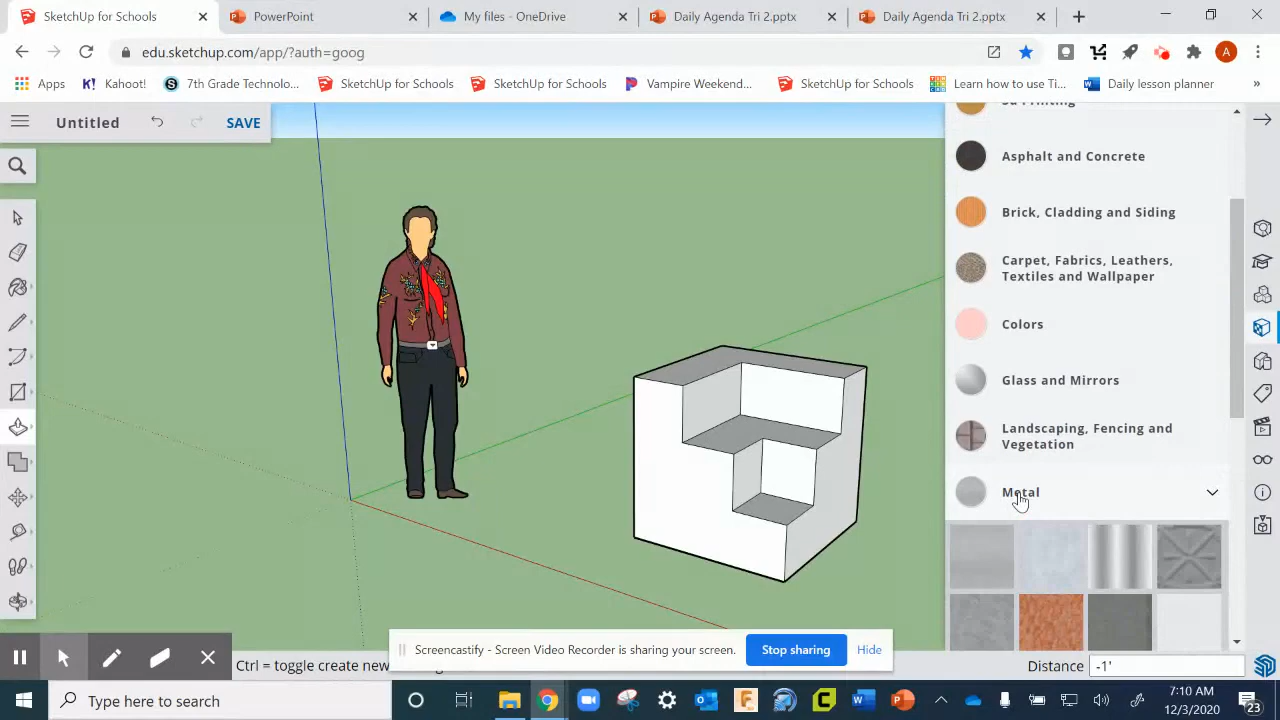 SketchUp for Schools
PowerPoint
My files - OneDrive
Daily Agenda Tri 2.pptx
Daily Agenda Tri 2.pptx
edu.sketchup.com/app/?auth=goog
A
Apps
Kahoot!
7th Grade Technolo...
SketchUp for Schools
SketchUp for Schools
Vampire Weekend...
SketchUp for Schools
Learn how to use Ti...
Daily lesson planner
»
Untitled
SAVE
3d Printing
Asphalt and Concrete
Brick, Cladding and Siding
Carpet, Fabrics, Leathers,
Textiles and Wallpaper
Colors
Glass and Mirrors
Landscaping, Fencing and
Vegetation
Metal
Screencastify - Screen Video Recorder is sharing your screen.
Stop sharing
Hide
Ctrl = toggle create new
Distance
-1'
Type here to search
7:10 AM
12/3/2020
23